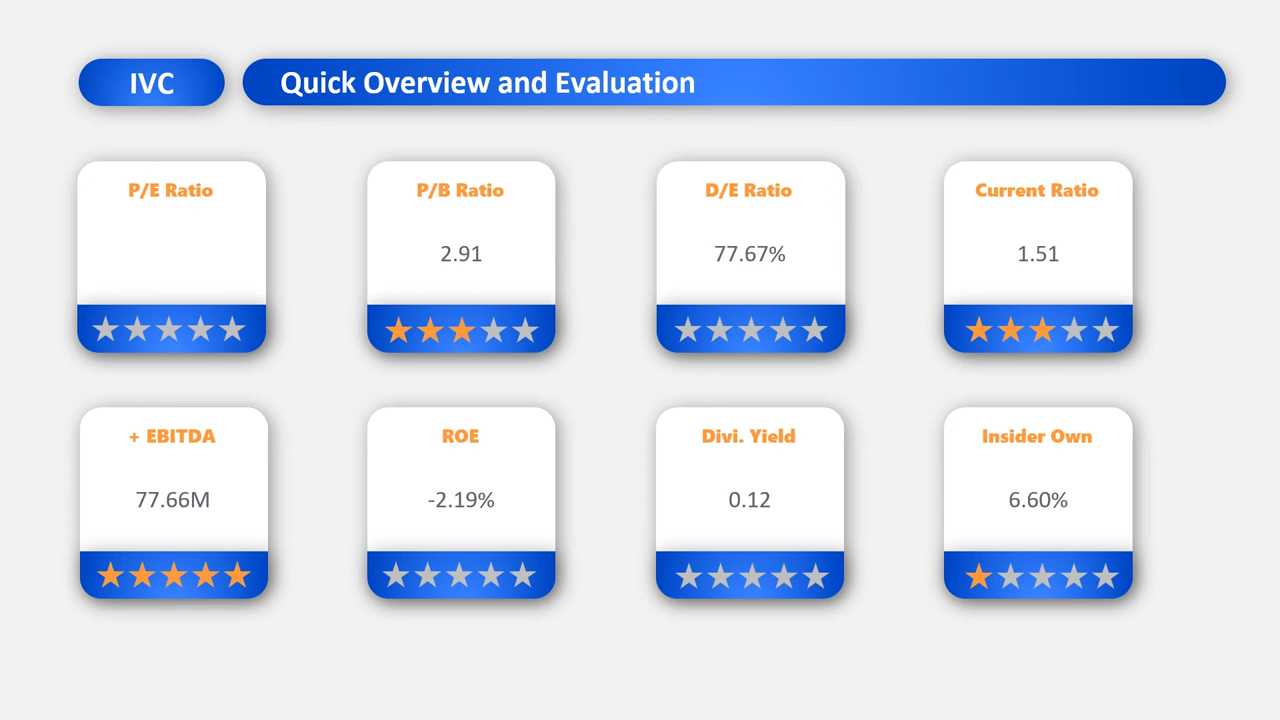 IVC
Quick Overview and Evaluation
P/E Ratio
P/B Ratio
2.91
D/E Ratio
77.67%
Current Ratio
1.51
+ EBITDA
77.66M
ROE
-2.19%
Divi. Yield
0.12
Insider Own
6.60%